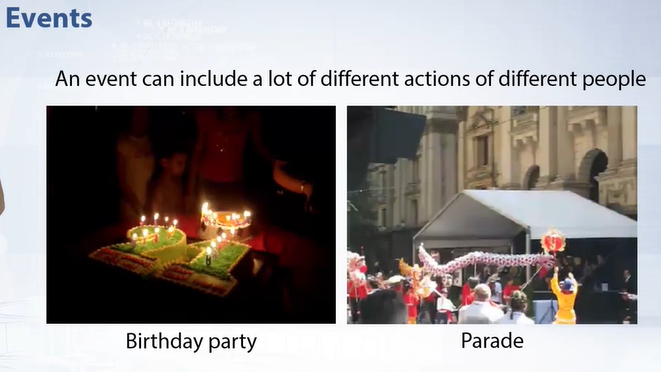 Events
An event can include a lot of different actions of different people
Birthday party
Parade